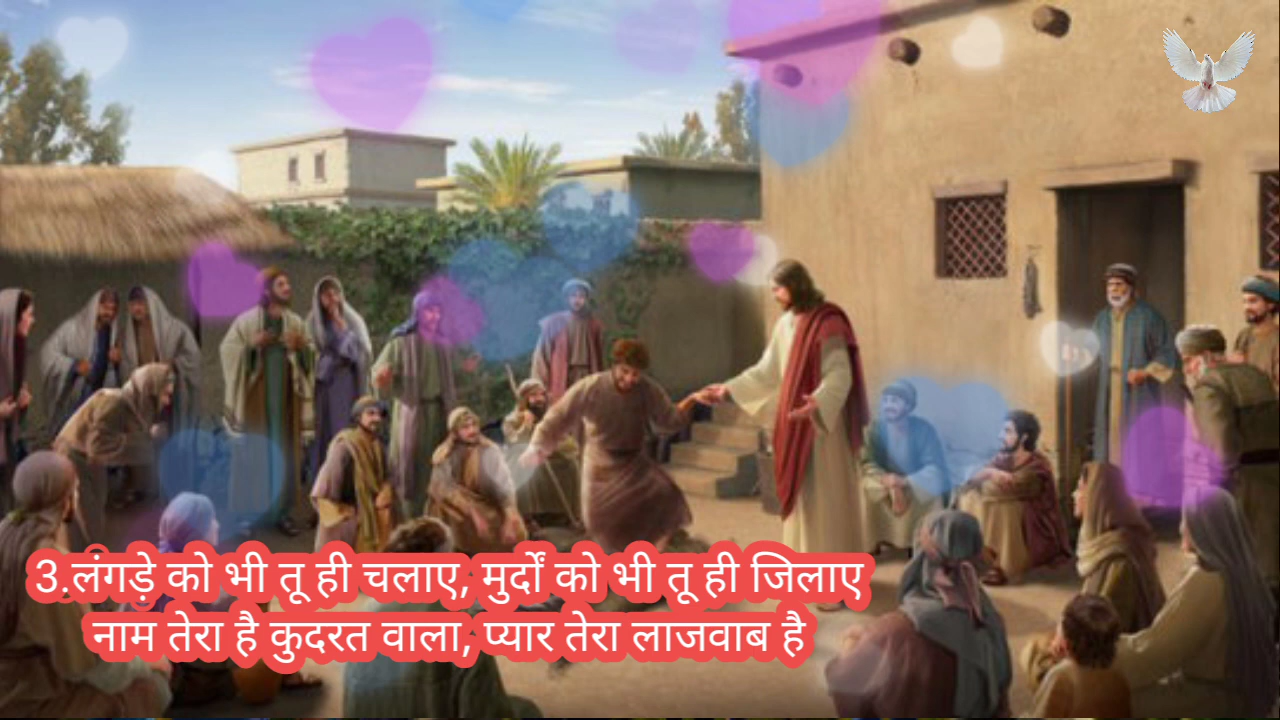 3.लंगड़े को भी तू ही चलाए, मुर्दों को भी तू ही जिलाए
नाम तेरा है कुदरत वाला, प्यार तेरा लाजवाब है